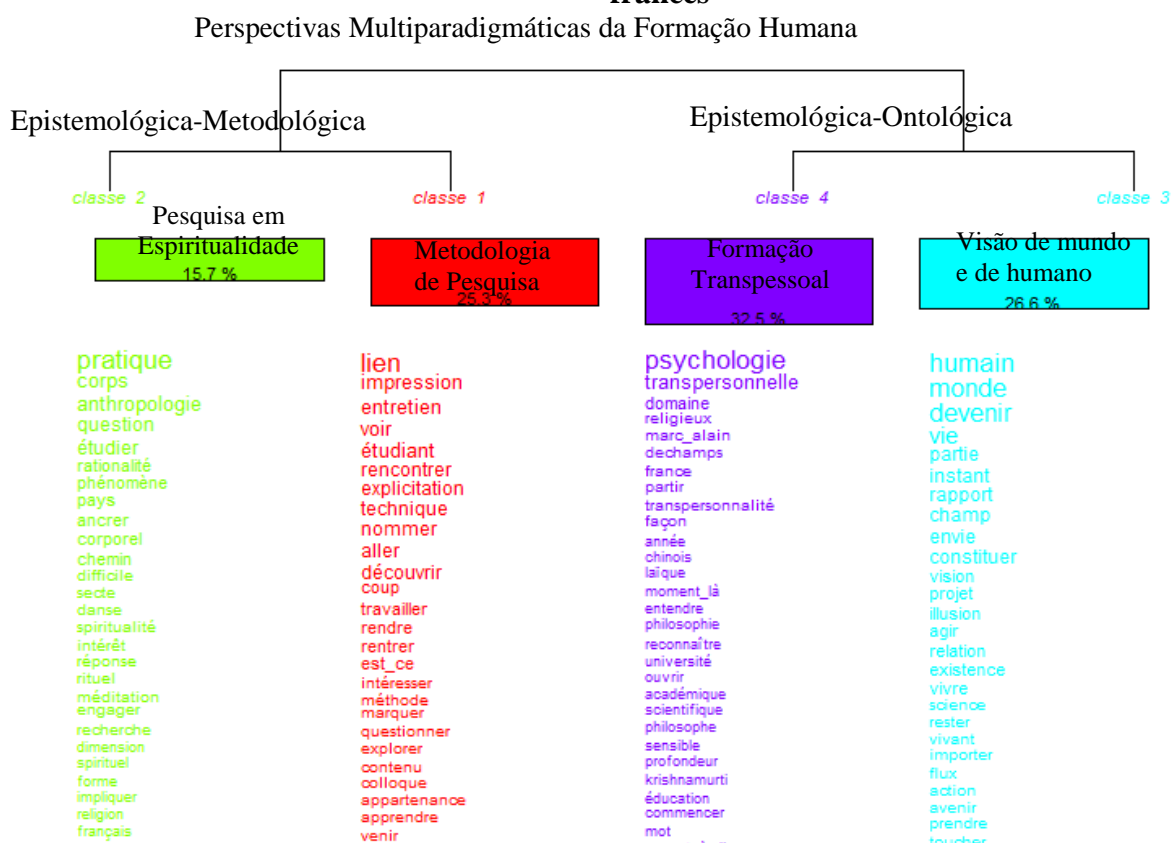 francês
Perspectivas Multiparadigmáticas da Formação Humana
Epistemológica-Metodológica
Epistemológica-Ontológica
classe 2
classe 1
classe 4
classe 3
Pesquisa em
Espiritualidade
15.7 %
Metodologia
de Pesquisa
25.3 %
Formação
Transpessoal
32.5 %
Visão de mundo
e de humano
26.6 %
pratique
corps
anthropologie
question
étudier
rationalité
phénomène
pays
ancrer
corporel
chemin
difficile
secte
danse
spiritualité
intérêt
réponse
rituel
méditation
engager
recherche
dimension
spirituel
forme
impliquer
religion
français
lien
impression
entretien
voir
étudiant
rencontrer
explicitation
technique
nommer
aller
découvrir
coup
travailler
rendre
rentrer
est_ce
intéresser
méthode
marquer
questionner
explorer
contenu
colloque
appartenance
apprendre
venir
psychologie
transpersonnelle
domaine
religieux
marc_alain
dechamps
france
partir
transpersonnalité
façon
année
chinois
laïque
moment_là
entendre
philosophie
reconnaître
université
ouvrir
académique
scientifique
philosophe
sensible
profondeur
krishnamurti
éducation
commencer
mot
humain
monde
devenir
vie
partie
instant
rapport
champ
envie
constituer
vision
projet
illusion
agir
relation
existence
vivre
science
rester
vivant
importer
flux
action
avenir
prendre
toucher